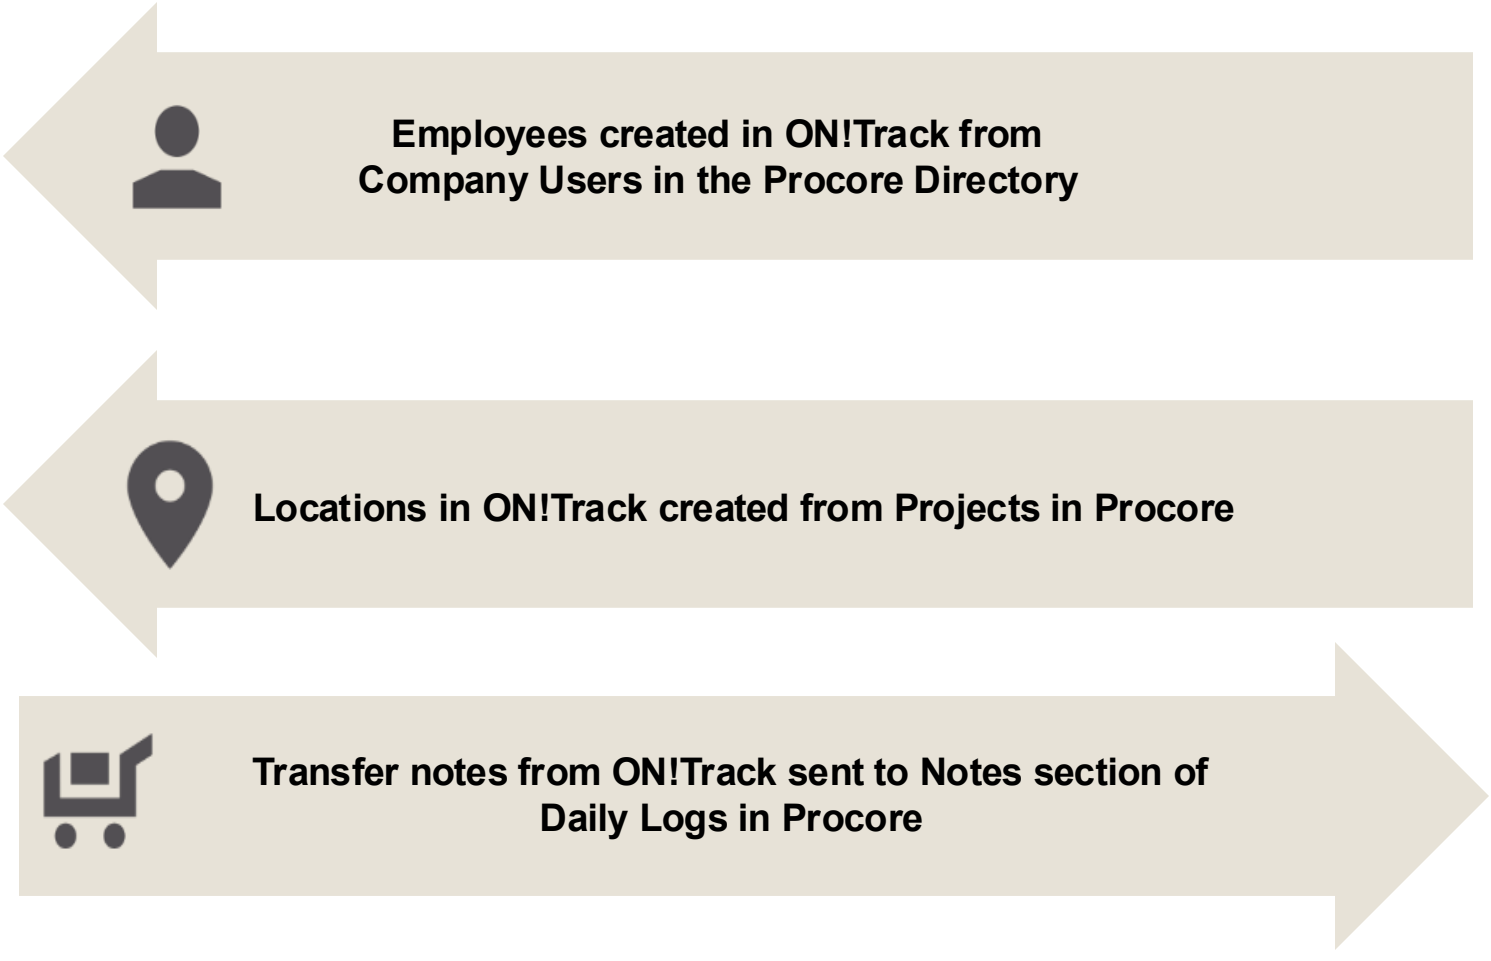 Employees created in ON!Track from
Company Users in the Procore Directory
Locations in ON!Track created from Projects in Procore
Transfer notes from ON!Track sent to Notes section of
Daily Logs in Procore